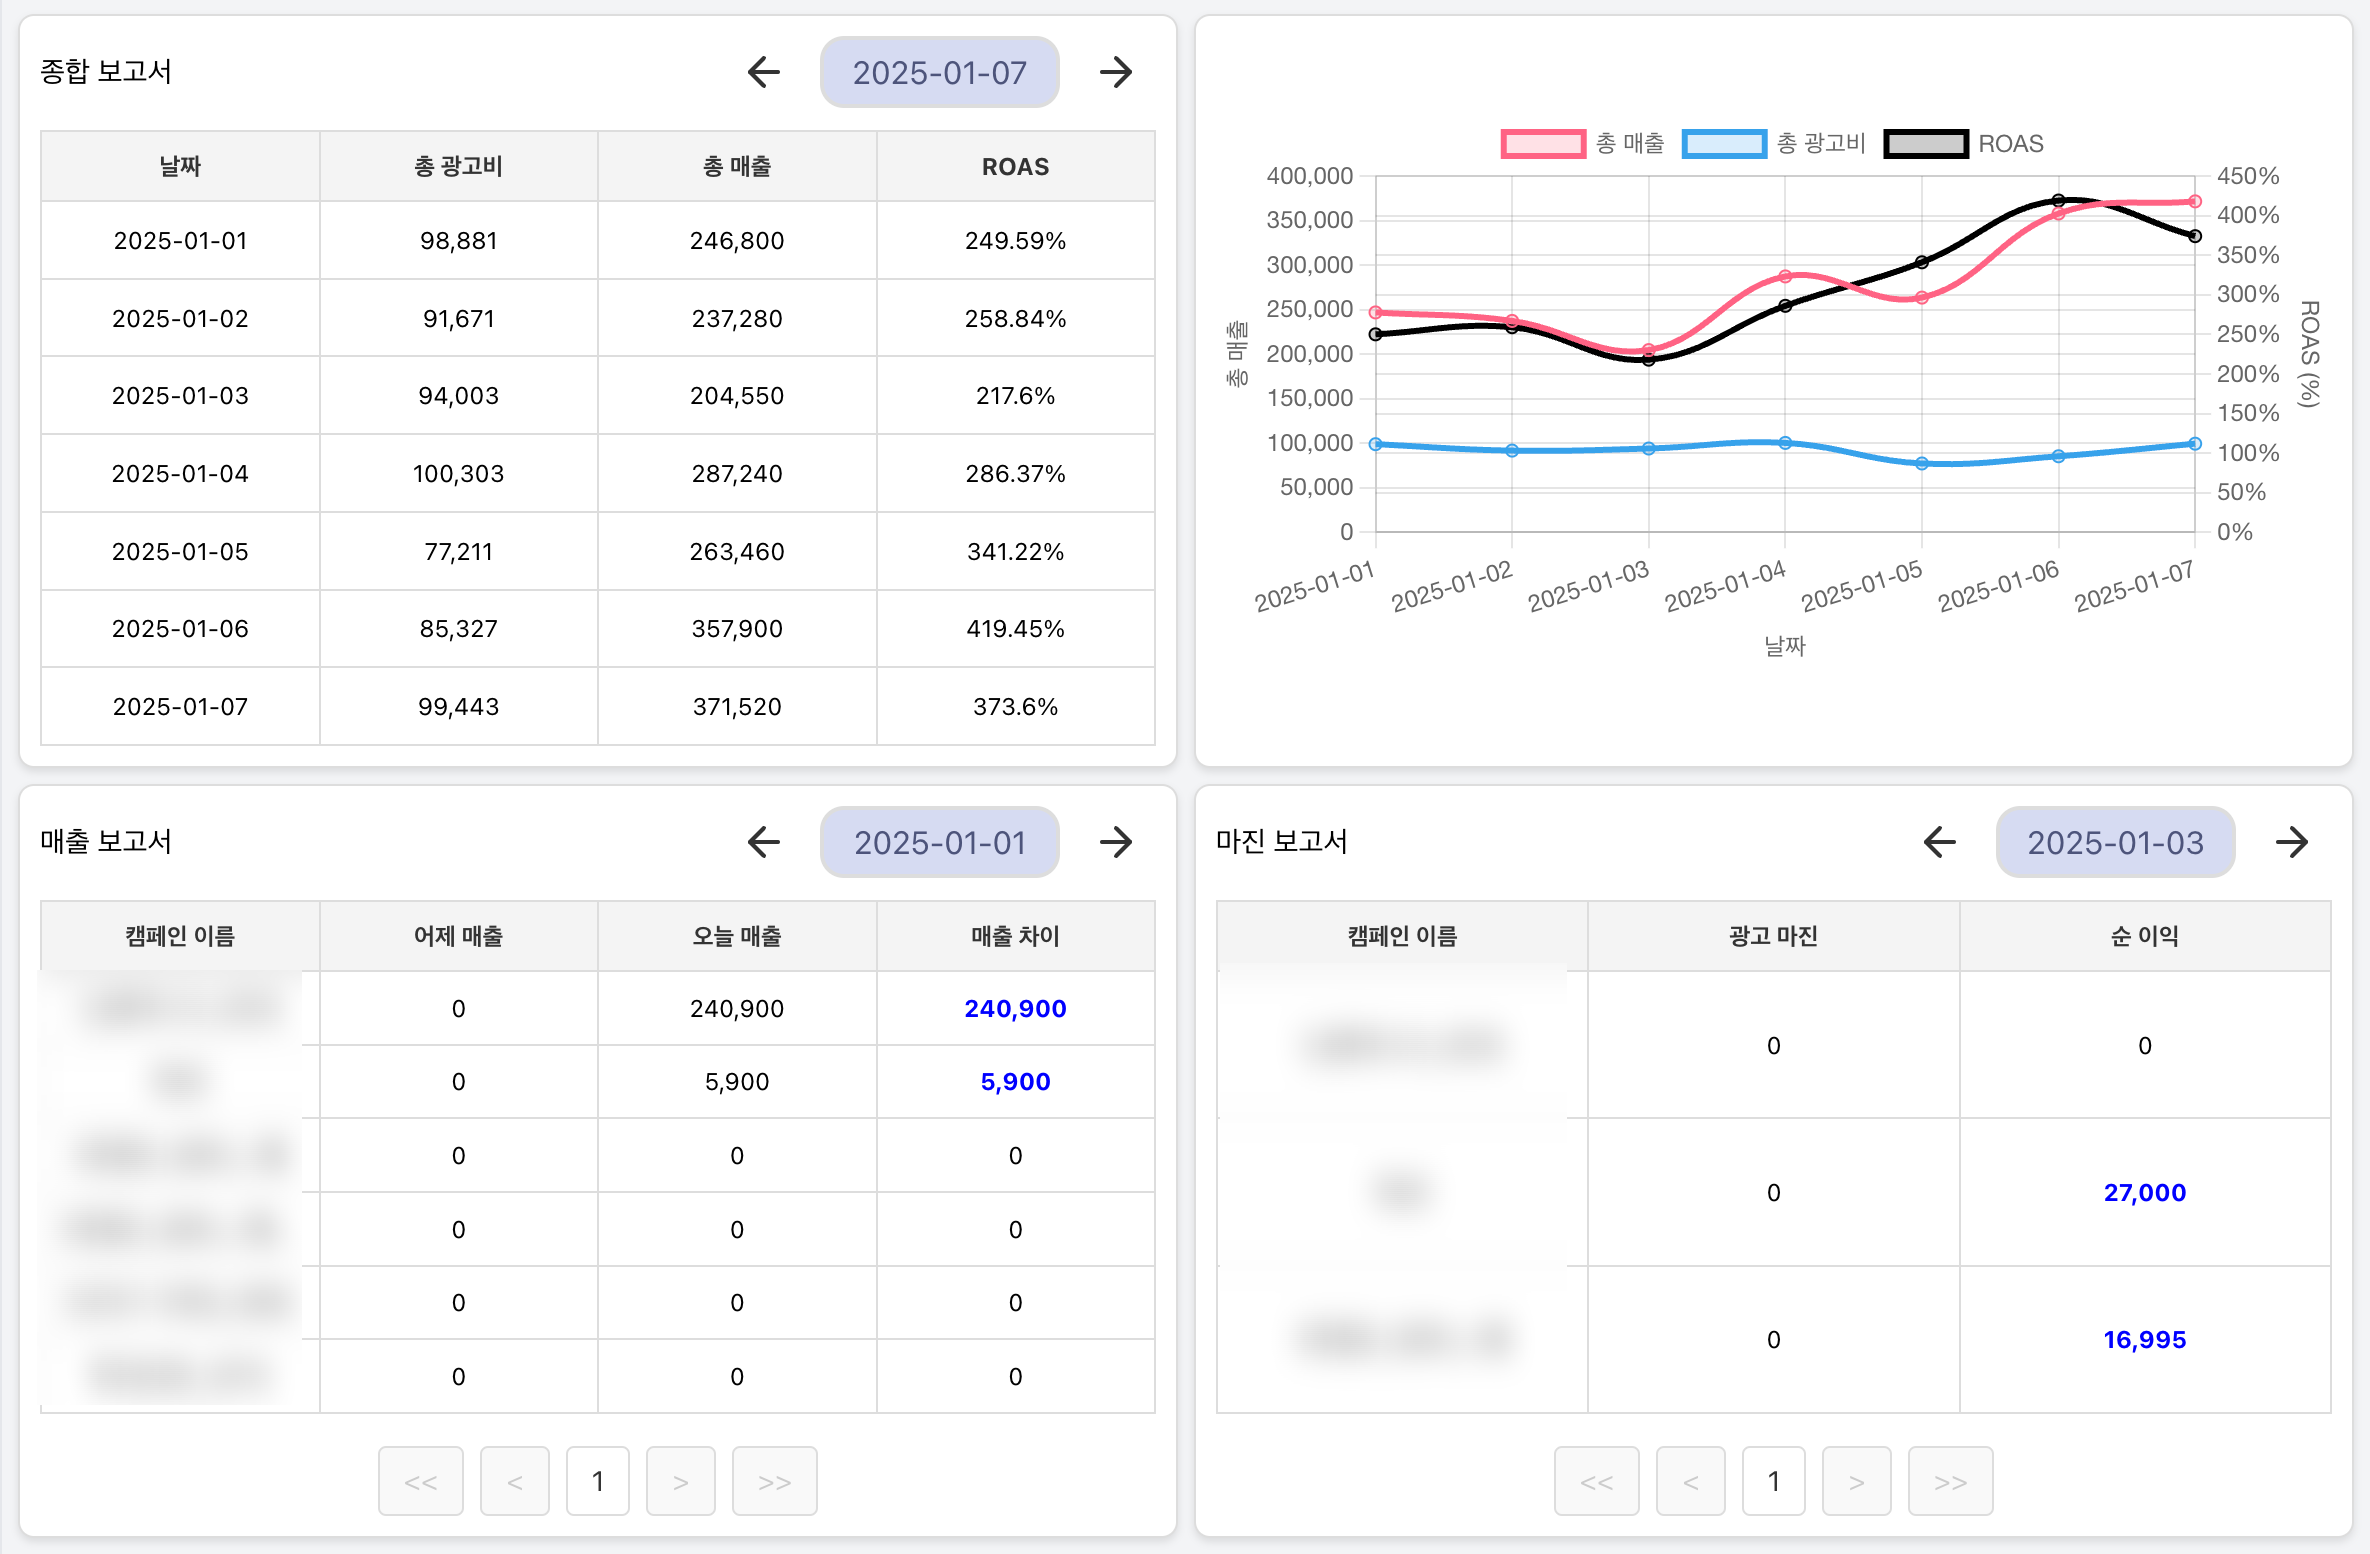 종합 보고서
2025-01-07
날짜 총 광고비 총 매출 ROAS
2025-01-01 98,881 246,800 249.59%
2025-01-02 91,671 237,280 258.84%
2025-01-03 94,003 204,550 217.6%
2025-01-04 100,303 287,240 286.37%
2025-01-05 77,211 263,460 341.22%
2025-01-06 85,327 357,900 419.45%
2025-01-07 99,443 371,520 373.6%
총 매출 총 광고비 ROAS
400,000
350,000
300,000
250,000
200,000
150,000
100,000
50,000
0
총 매출
450%
400%
350%
300%
250%
200%
150%
100%
50%
0%
ROAS (%)
2025-01-01 2025-01-02 2025-01-03 2025-01-04 2025-01-05 2025-01-06 2025-01-07
날짜
매출 보고서
2025-01-01
캠페인 이름 어제 매출 오늘 매출 매출 차이
0 240,900 240,900
0 5,900 5,900
0 0 0
0 0 0
0 0 0
0 0 0
<< < 1 > >>
마진 보고서
2025-01-03
캠페인 이름 광고 마진 순 이익
0 0
0 27,000
0 16,995
<< < 1 > >>